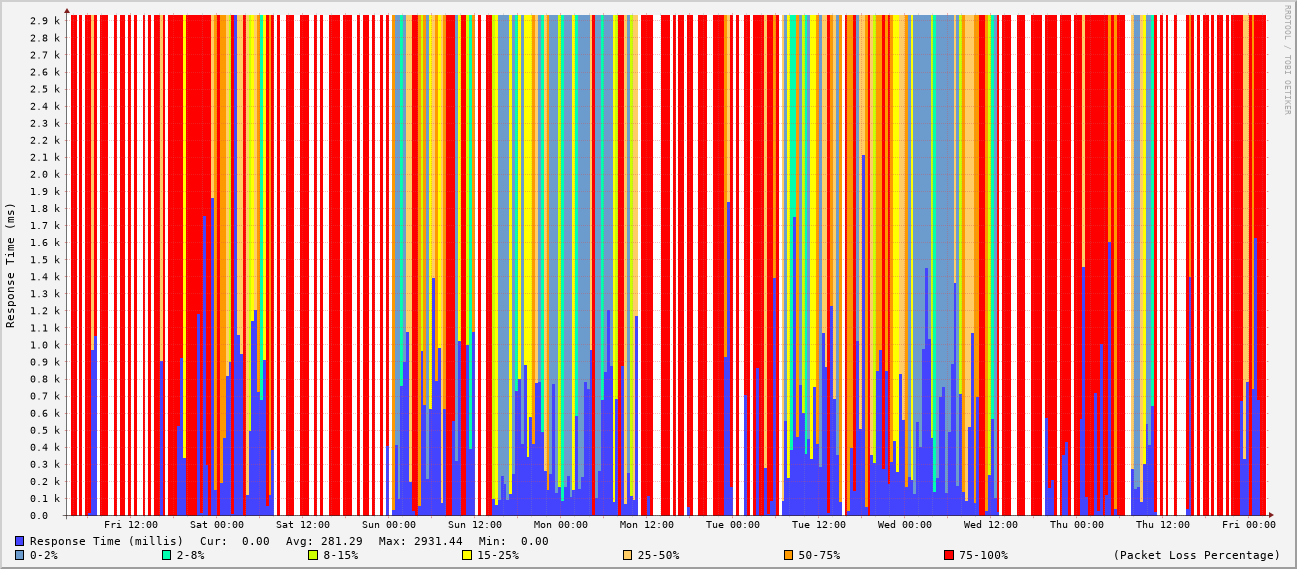 RRDTOOL / TOBI OETIKER
Response Time (ms)
2.9 k
2.8 k
2.7 k
2.6 k
2.5 k
2.4 k
2.3 k
2.2 k
2.1 k
2.0 k
1.9 k
1.8 k
1.7 k
1.6 k
1.5 k
1.4 k
1.3 k
1.2 k
1.1 k
1.0 k
0.9 k
0.8 k
0.7 k
0.6 k
0.5 k
0.4 k
0.3 k
0.2 k
0.1 k
0.0
Fri 12:00 Sat 00:00 Sat 12:00 Sun 00:00 Sun 12:00 Mon 00:00 Mon 12:00 Tue 00:00 Tue 12:00 Wed 00:00 Wed 12:00 Thu 00:00 Thu 12:00 Fri 00:00
Response Time (millis) Cur: 0.00 Avg: 281.29 Max: 2931.44 Min: 0.00
0-2% 2-8% 8-15% 15-25% 25-50% 50-75% 75-100% (Packet Loss Percentage)